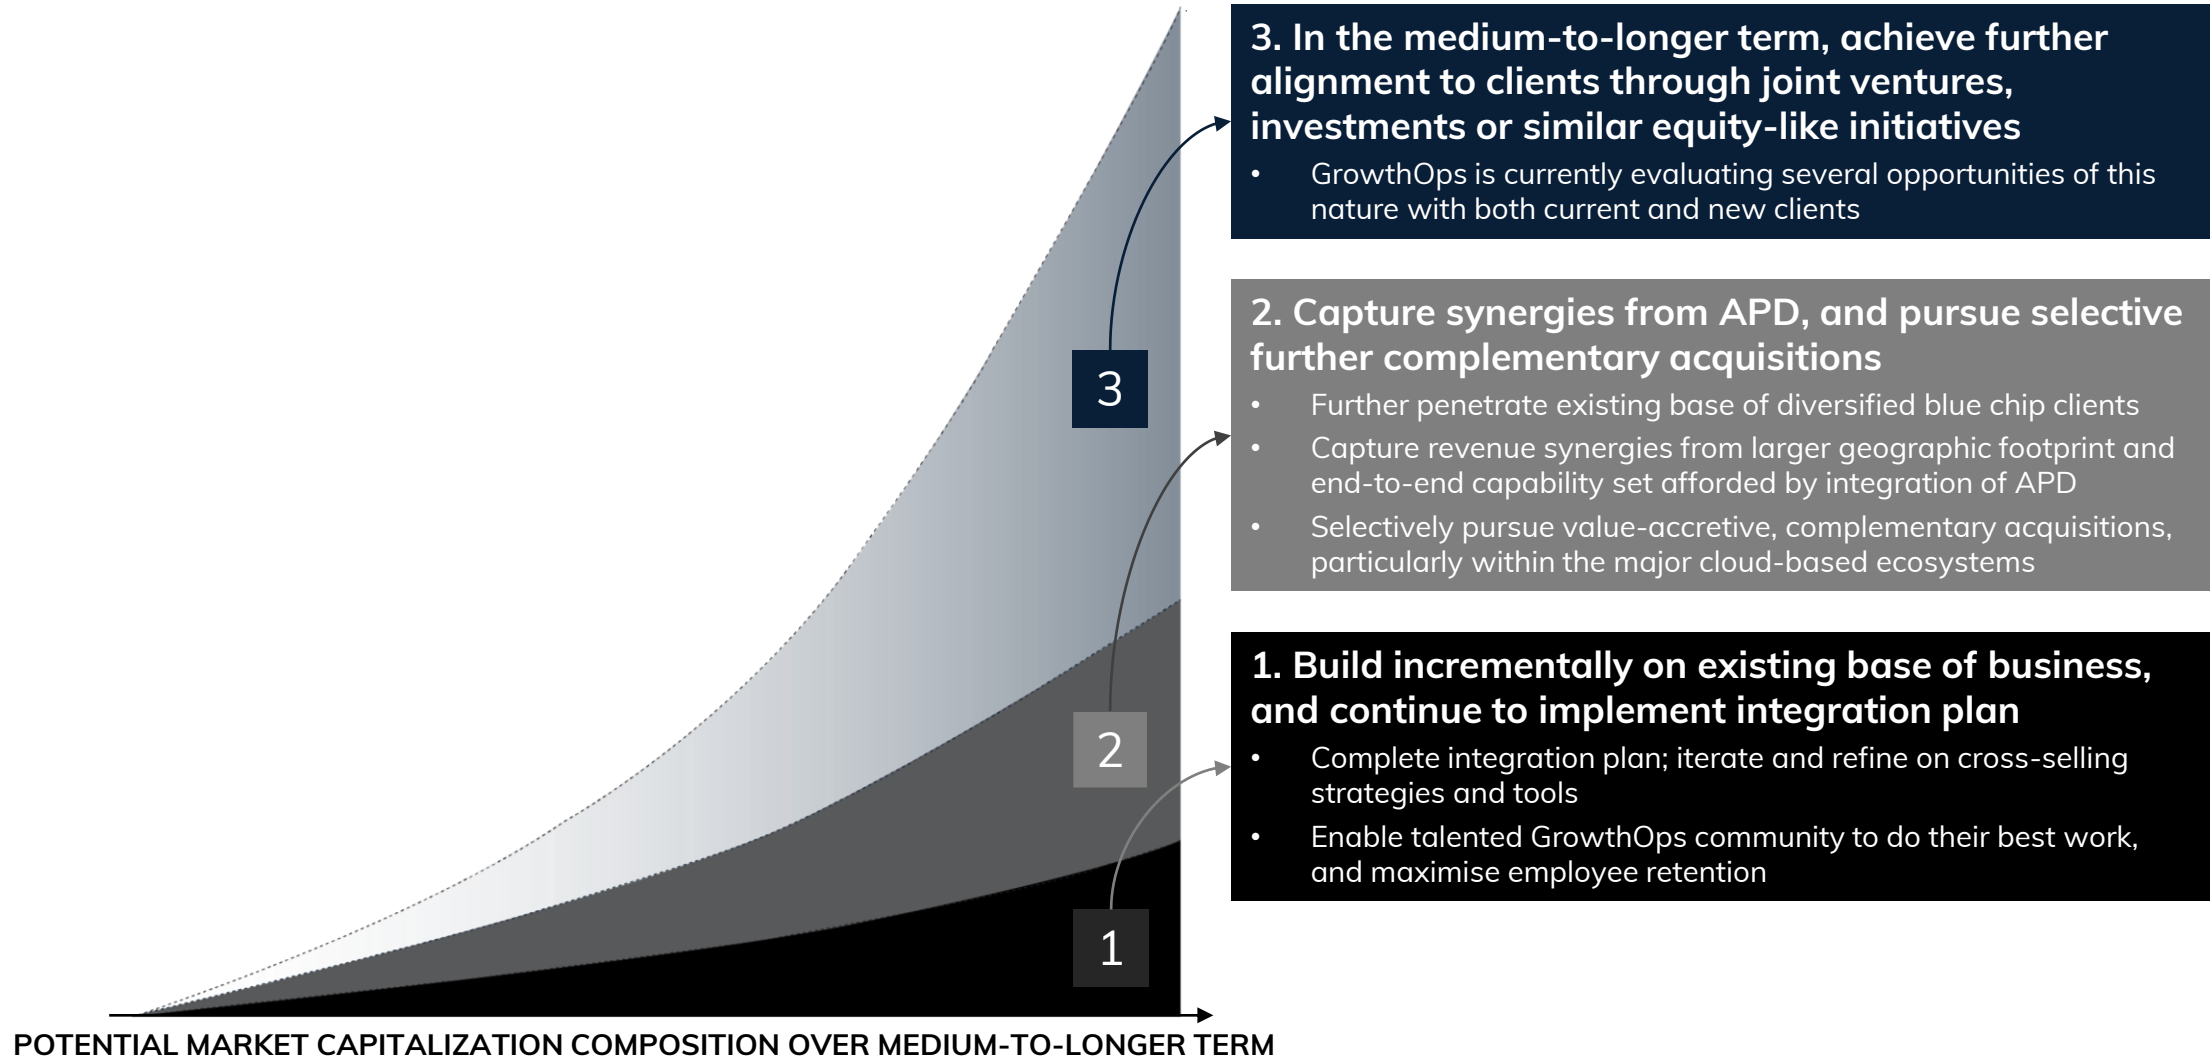 3. In the medium-to-longer term, achieve further
alignment to clients through joint ventures,
investments or similar equity-like initiatives
• GrowthOps is currently evaluating several opportunities of this
nature with both current and new clients
3
2. Capture synergies from APD, and pursue selective
further complementary acquisitions
• Further penetrate existing base of diversified blue chip clients
• Capture revenue synergies from larger geographic footprint and
end-to-end capability set afforded by integration of APD
• Selectively pursue value-accretive, complementary acquisitions,
particularly within the major cloud-based ecosystems
2
1. Build incrementally on existing base of business,
and continue to implement integration plan
• Complete integration plan; iterate and refine on cross-selling
strategies and tools
• Enable talented GrowthOps community to do their best work,
and maximise employee retention
1
POTENTIAL MARKET CAPITALIZATION COMPOSITION OVER MEDIUM-TO-LONGER TERM